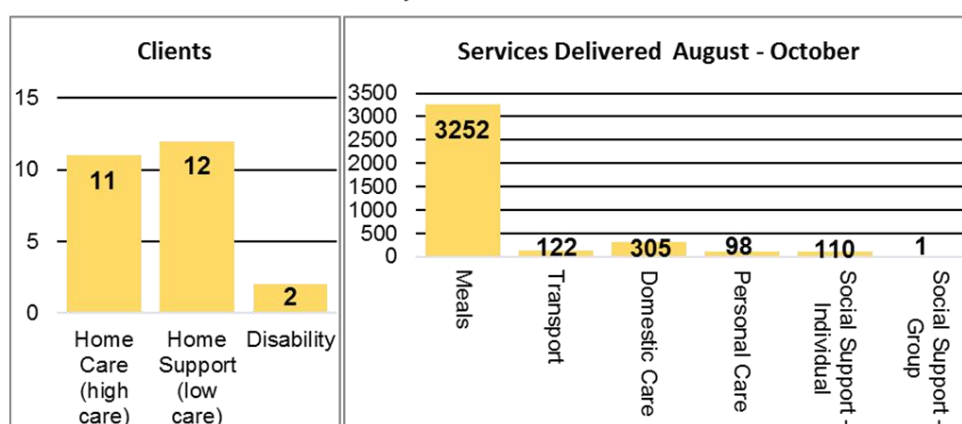 Clients
15
10
5
0
11
12
2
Home
Care
(high
care)
Home
Support
(low
care)
Disability
Services Delivered August - October
3500
3000
2500
2000
1500
1000
500
0
3252
122
305
98
110
1
Meals
Transport
Domestic Care
Personal Care
Social Support -
Individual
Social Support -
Group